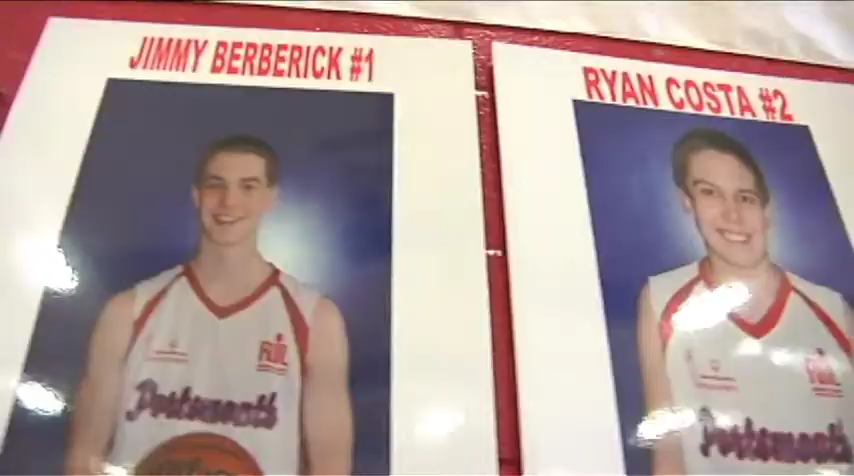 JIMMY BERBERICK #1
RYAN COSTA #2
Portsmouth
Portsmouth